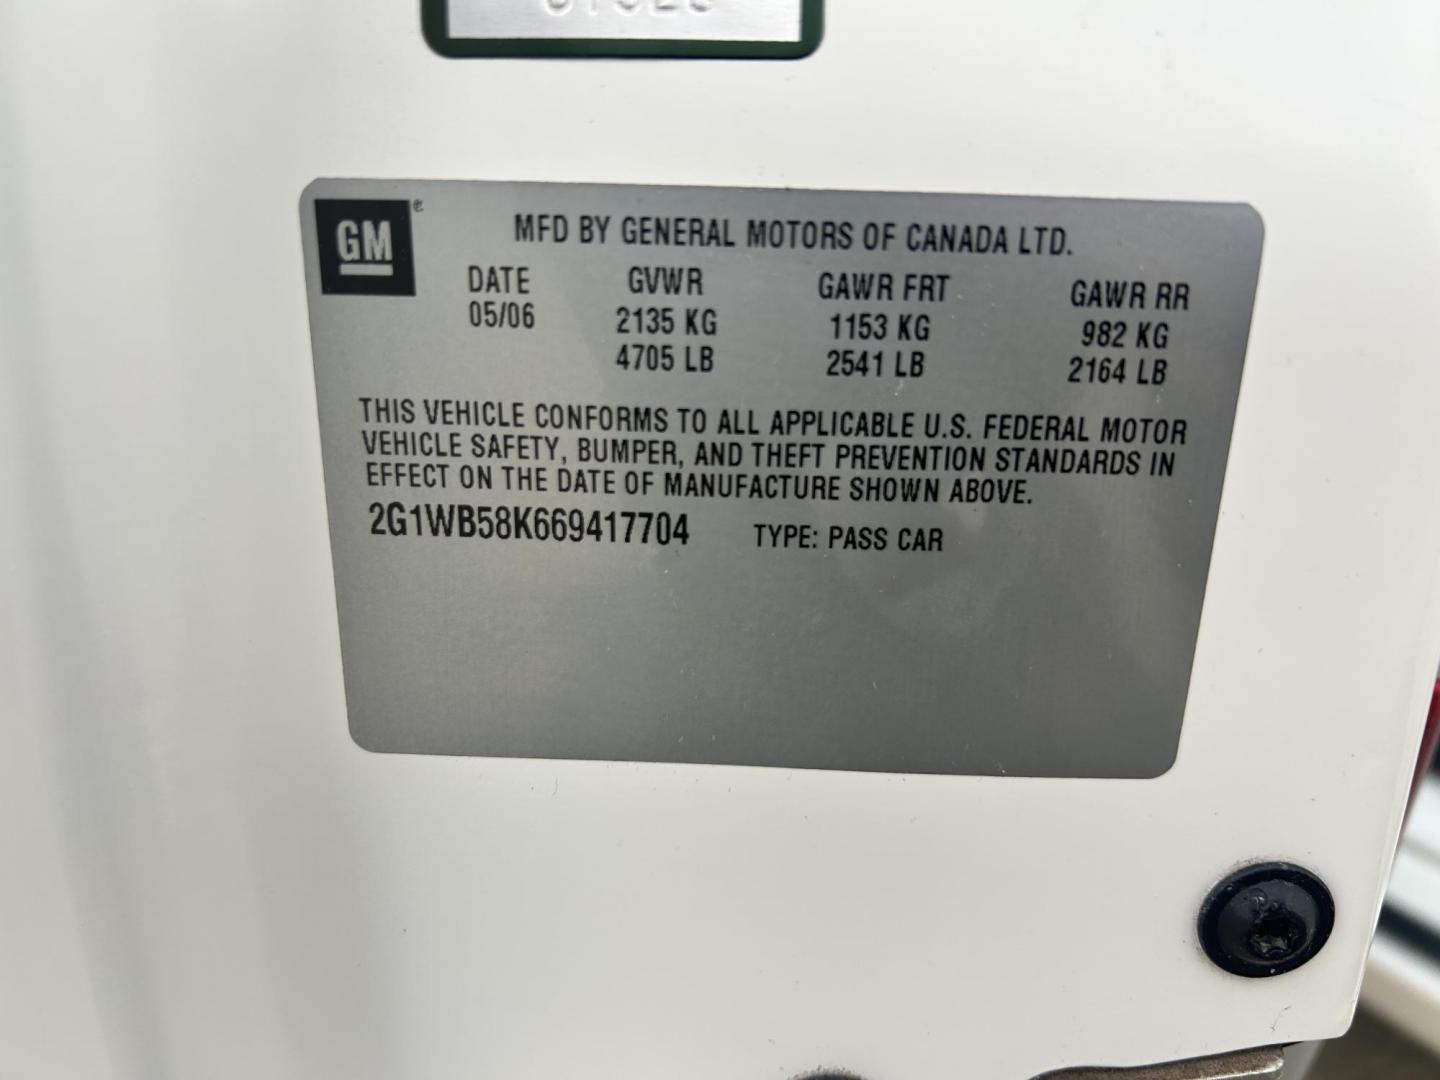 GM
MFD BY GENERAL MOTORS OF CANADA LTD.
DATE GVWR GAWR FRT GAWR RR
05/06 2135 KG 1153 KG 982 KG
4705 LB 2541 LB 2164 LB
THIS VEHICLE CONFORMS TO ALL APPLICABLE U.S. FEDERAL MOTOR
VEHICLE SAFETY, BUMPER, AND THEFT PREVENTION STANDARDS IN
EFFECT ON THE DATE OF MANUFACTURE SHOWN ABOVE.
2G1WB58K669417704 TYPE: PASS CAR